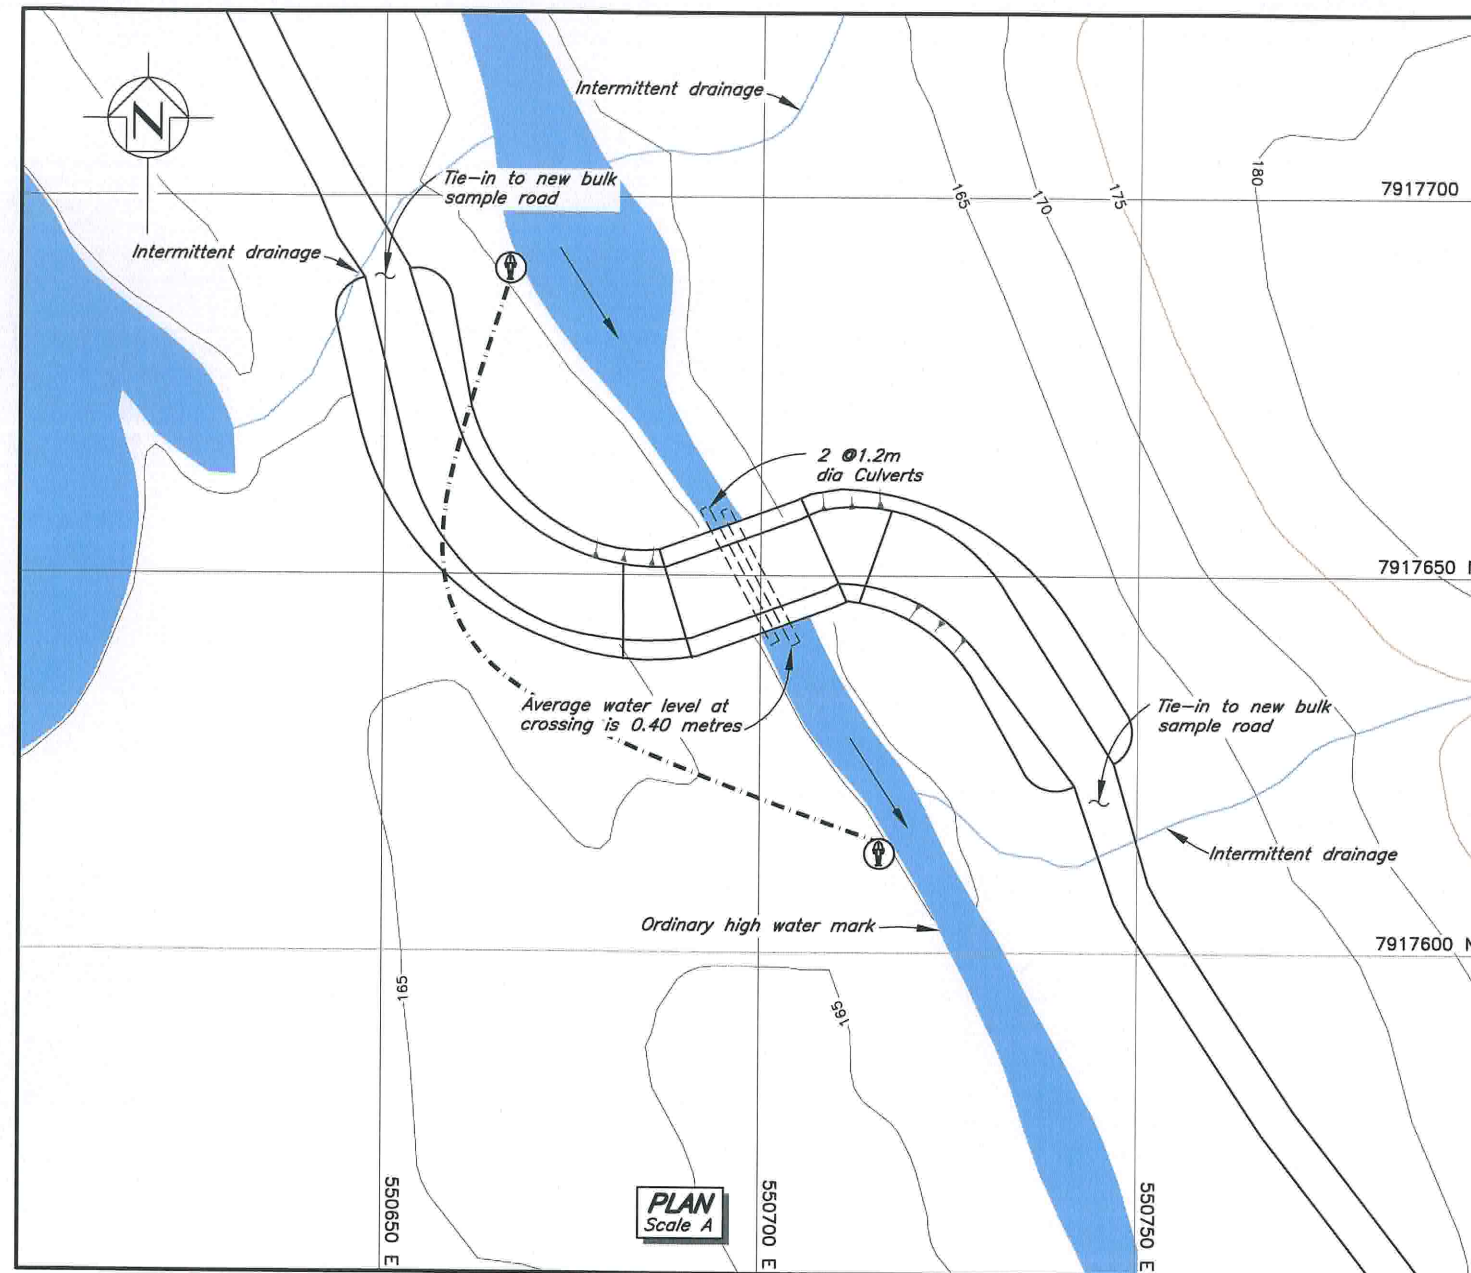 Intermittent drainage
N
Tie-in to new bulk
sample road
180
165
170
175
7917700
Intermittent drainage
2 @1.2m
dia Culverts
7917650 N
Average water level at
crossing is 0.40 metres
Tie-in to new bulk
sample road
Intermittent drainage
Ordinary high water mark
7917600 N
165
165
550650 E
PLAN
Scale A
550700 E
550750 E